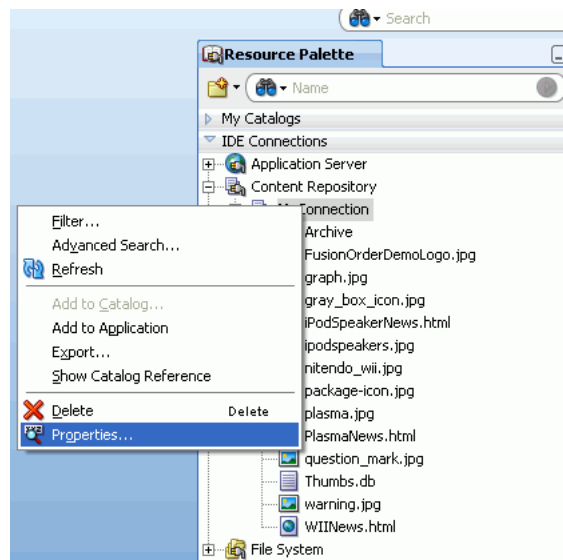 Search
Resource Palette
Name
My Catalogs
IDE Connections
Application Server
Content Repository
Connection
Archive
FusionOrderDemoLogo.jpg
graph.jpg
gray_box_icon.jpg
iPodSpeakerNews.html
ipodspeakers.jpg
nitendo_wii.jpg
package-icon.jpg
plasma.jpg
PlasmaNews.html
question_mark.jpg
Thumbs.db
warning.jpg
WIINews.html
File System
Filter...
Advanced Search...
Refresh
Add to Catalog...
Add to Application
Export...
Show Catalog Reference
Delete Delete
Properties...